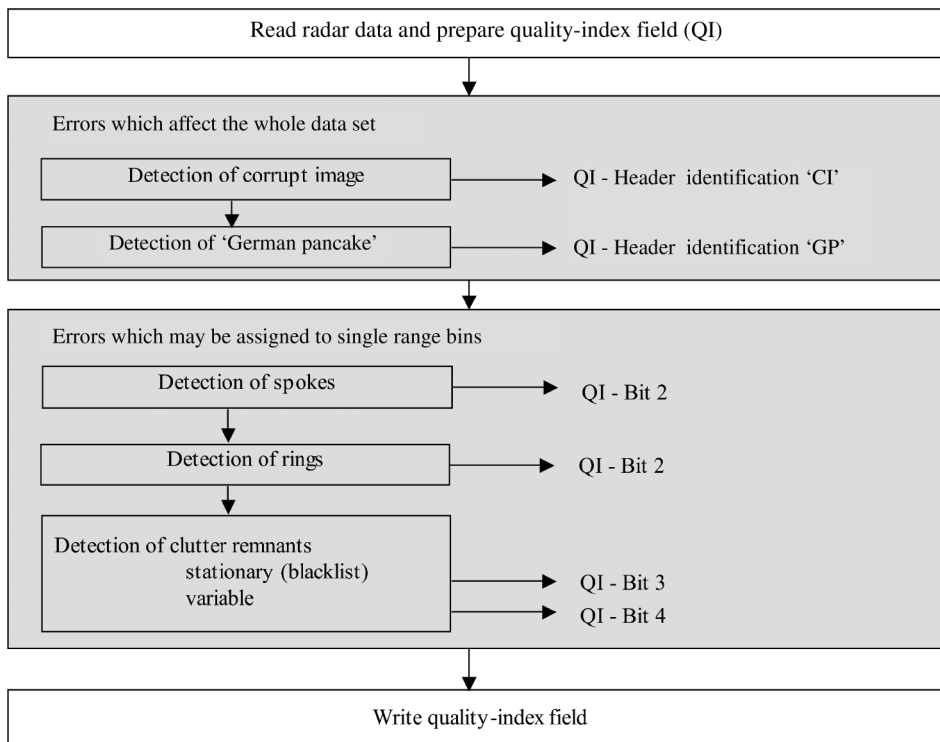 Read radar data and prepare quality-index field (QI)
Errors which affect the whole data set
Detection of corrupt image
QI - Header identification ‘CI’
Detection of ‘German pancake’
QI - Header identification ‘GP’
Errors which may be assigned to single range bins
Detection of spokes
QI - Bit 2
Detection of rings
QI - Bit 2
Detection of clutter remnants
stationary (blacklist)
QI - Bit 3
variable
QI - Bit 4
Write quality-index field